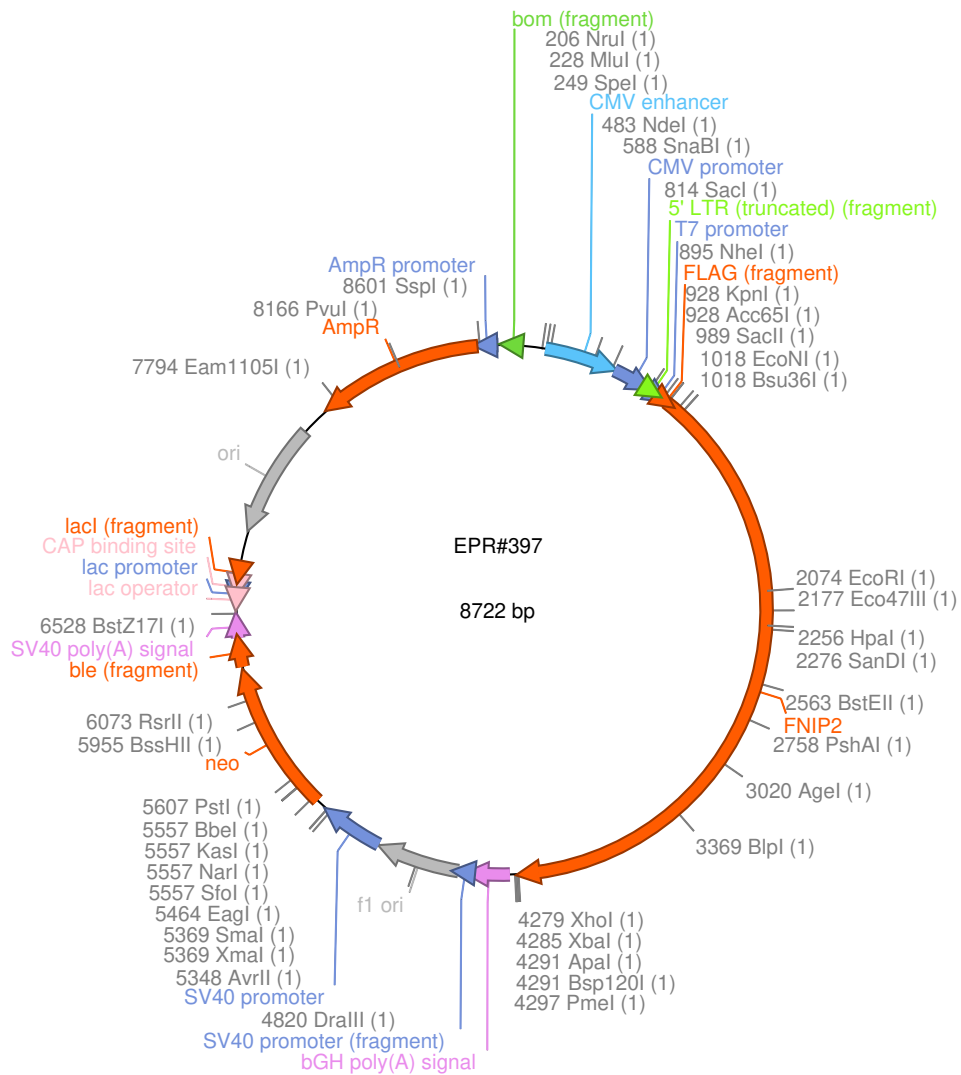 bom (fragment)
206 NruI (1)
228 MluI (1)
249 SpeI (1)
CMV enhancer
483 NdeI (1)
588 SnaBI (1)
CMV promoter
814 SacI (1)
5' LTR (truncated) (fragment)
T7 promoter
895 NheI (1)
FLAG (fragment)
928 KpnI (1)
928 Acc65I (1)
989 SacII (1)
1018 EcoNI (1)
1018 Bsu36I (1)
AmpR promoter
8601 SspI (1)
8166 PvuI (1)
AmpR
7794 Eam1105I (1)
ori
lacI (fragment)
CAP binding site
lac promoter
lac operator
6528 BstZ17I (1)
SV40 poly(A) signal
ble (fragment)
6073 RsrII (1)
5955 BssHII (1)
neo
EPR#397
8722 bp
2074 EcoRI (1)
2177 Eco47III (1)
2256 HpaI (1)
2276 SanDI (1)
2563 BstEII (1)
FNIP2
2758 PshAI (1)
3020 AgeI (1)
3369 BlpI (1)
5607 PstI (1)
5557 BbeI (1)
5557 KasI (1)
5557 NarI (1)
5557 SfoI (1)
5464 EagI (1)
5369 SmaI (1)
5369 XmaI (1)
5348 AvrII (1)
SV40 promoter
4820 DraIII (1)
SV40 promoter (fragment)
bGH poly(A) signal
f1 ori
4279 XhoI (1)
4285 XbaI (1)
4291 ApaI (1)
4291 Bsp120I (1)
4297 PmeI (1)